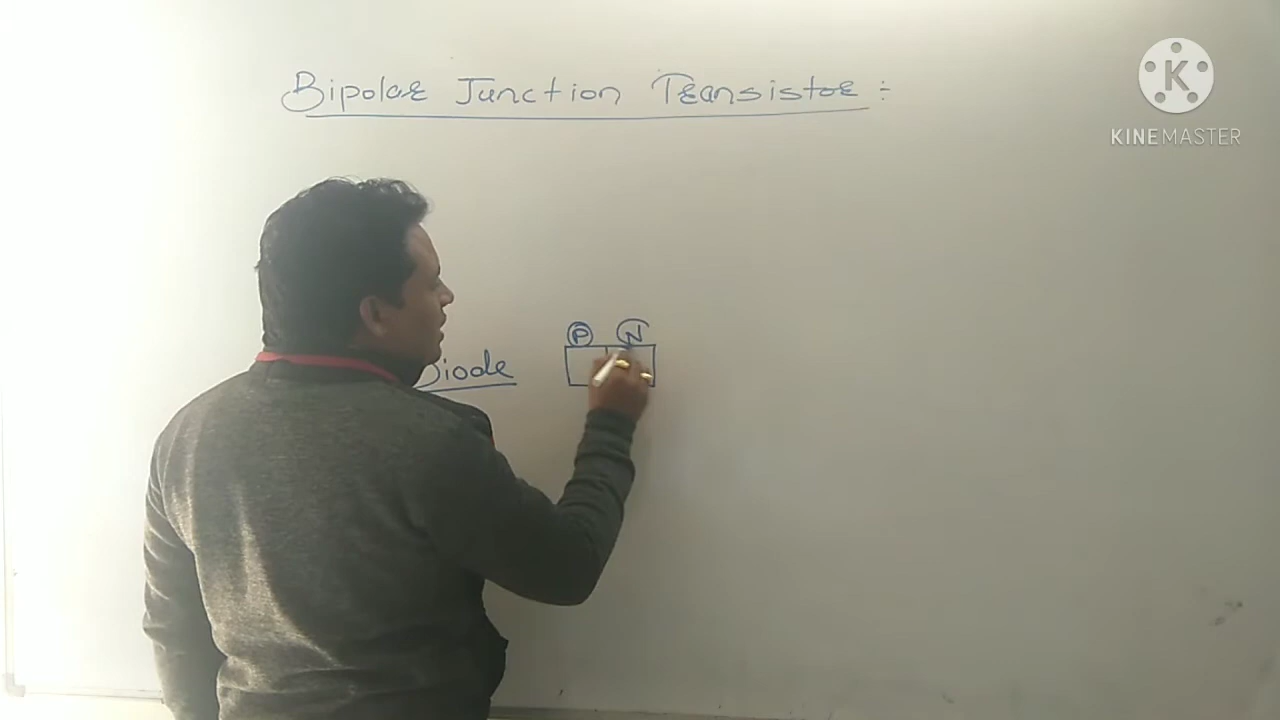 Bipolar Junction Transistor :-
K
KINEMASTER
P N
Diode